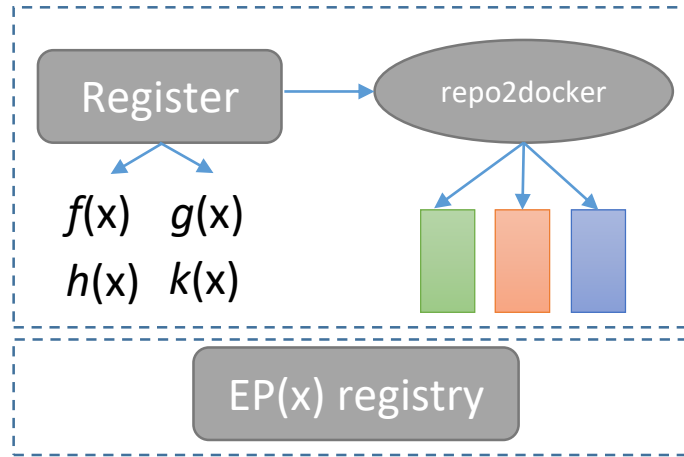 Register
repo2docker
f(x) g(x)
h(x) k(x)
EP(x) registry